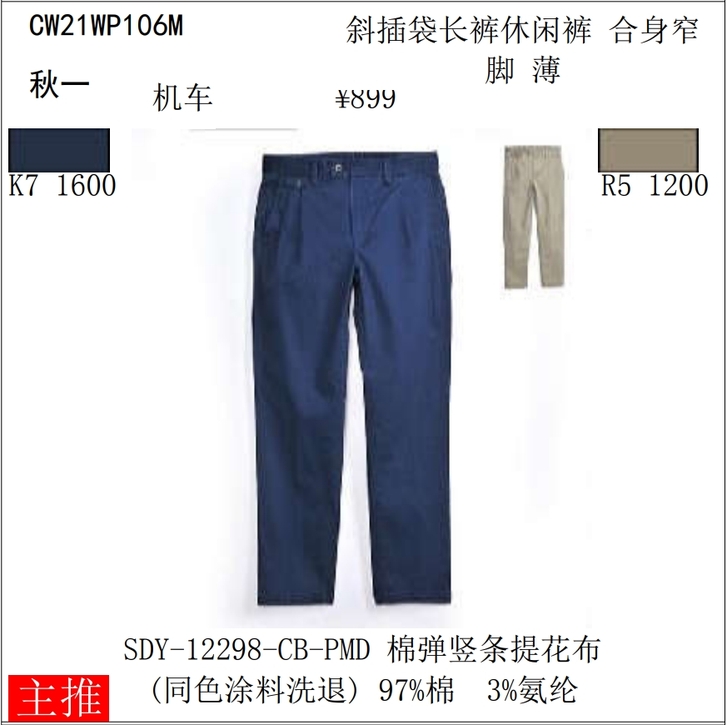 CW21WP106M
斜插袋长裤休闲裤 合身窄
脚 薄
秋一
机车 ¥899
K7 1600
R5 1200
SDY-12298-CB-PMD 棉弹竖条提花布
(同色涂料洗退) 97%棉 3%氨纶
主推